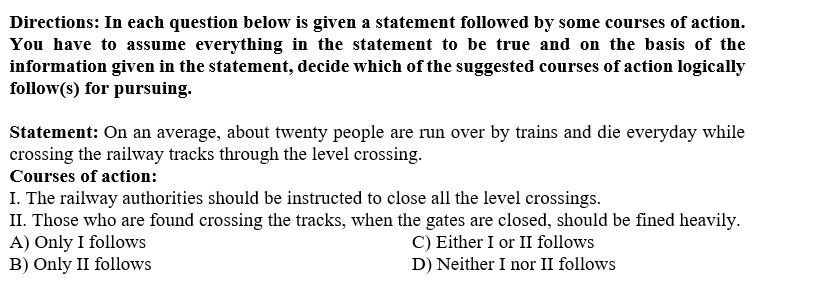 Directions: In each question below is given a statement followed by some courses of action.
You have to assume everything in the statement to be true and on the basis of the
information given in the statement, decide which of the suggested courses of action logically
follow(s) for pursuing.
Statement: On an average, about twenty people are run over by trains and die everyday while
crossing the railway tracks through the level crossing.
Courses of action:
I. The railway authorities should be instructed to close all the level crossings.
II. Those who are found crossing the tracks, when the gates are closed, should be fined heavily.
A) Only I follows C) Either I or II follows
B) Only II follows D) Neither I nor II follows